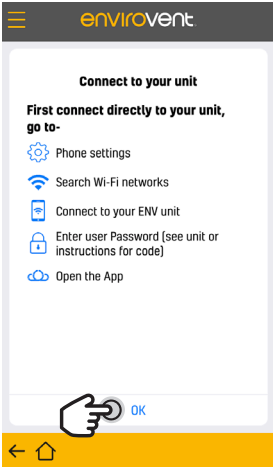 envirovent
Connect to your unit
First connect directly to your unit,
go to-
Phone settings
Search Wi-Fi networks
Connect to your ENV unit
Enter user Password (see unit or
instructions for code)
Open the App
OK